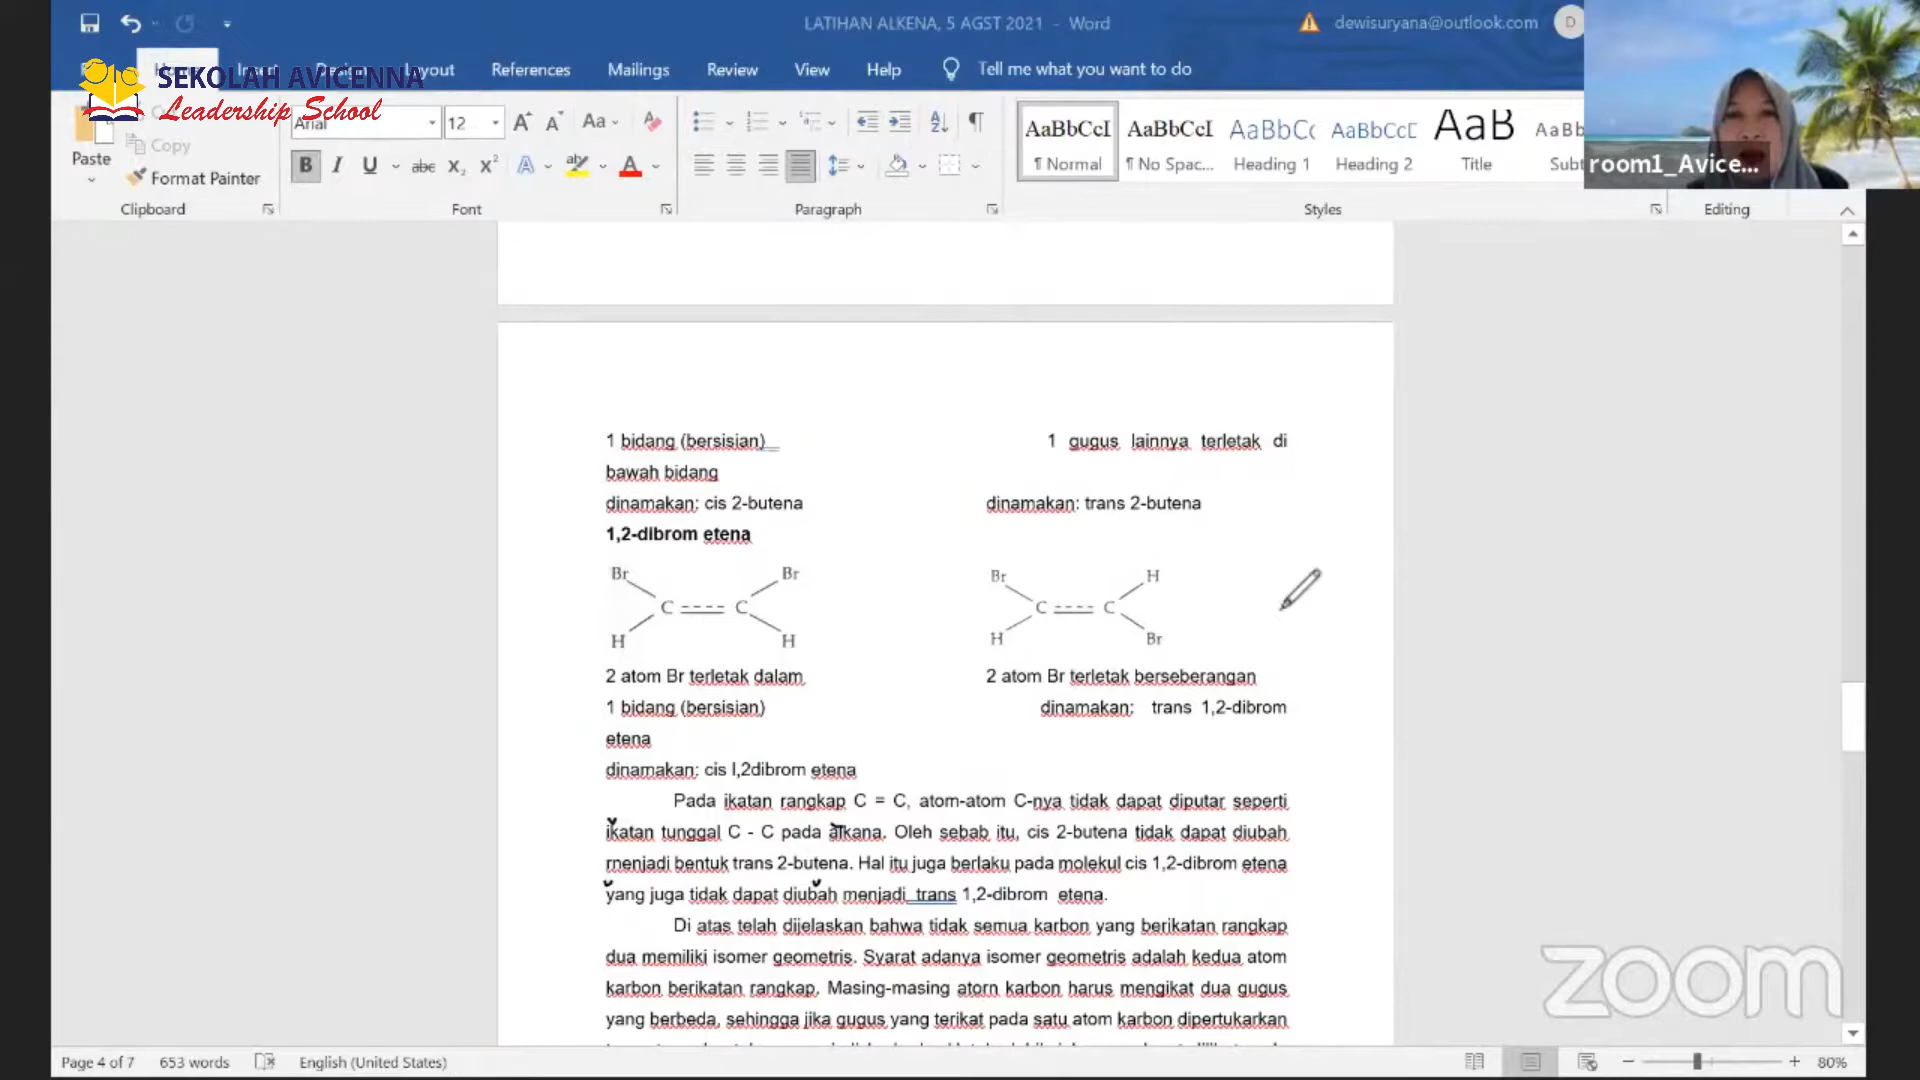 LATIHAN ALKENA, 5 AGST 2021 - Word
dewisuryana@outlook.com
D
SEKOLAH AVICENNA
Leadership School
References Mailings Review View Help Tell me what you want to do
Paste
Copy
Format Painter
Arial
12
Aa
B I U abc X₂ X² A A
AaBbCcI AaBbCcI AaBbCc AaBbCcD AaB AaBb
¶ Normal ¶ No Spac... Heading 1 Heading 2 Title Subt
room1_Avice...
Clipboard Font Paragraph Styles Editing
1 bidang (bersisian) 1 gugus lainnya terletak di
bawah bidang
dinamakan: cis 2-butena dinamakan: trans 2-butena
1,2-dibrom etena
Br Br Br H
C C C C
H H H Br
2 atom Br terletak dalam 2 atom Br terletak berseberangan
1 bidang (bersisian) dinamakan: trans 1,2-dibrom
etena
dinamakan: cis l,2dibrom etena
Pada ikatan rangkap C = C, atom-atom C-nya tidak dapat diputar seperti
ikatan tunggal C - C pada alkana. Oleh sebab itu, cis 2-butena tidak dapat diubah
rnenjadi bentuk trans 2-butena. Hal itu juga berlaku pada molekul cis 1,2-dibrom etena
yang juga tidak dapat diubah menjadi trans 1,2-dibrom etena.
Di atas telah dijelaskan bahwa tidak semua karbon yang berikatan rangkap
dua memiliki isomer geometris. Syarat adanya isomer geometris adalah kedua atom
karbon berikatan rangkap. Masing-masing atorn karbon harus mengikat dua gugus
yang berbeda, sehingga jika gugus yang terikat pada satu atom karbon dipertukarkan
zoom
Page 4 of 7 653 words English (United States) 80%